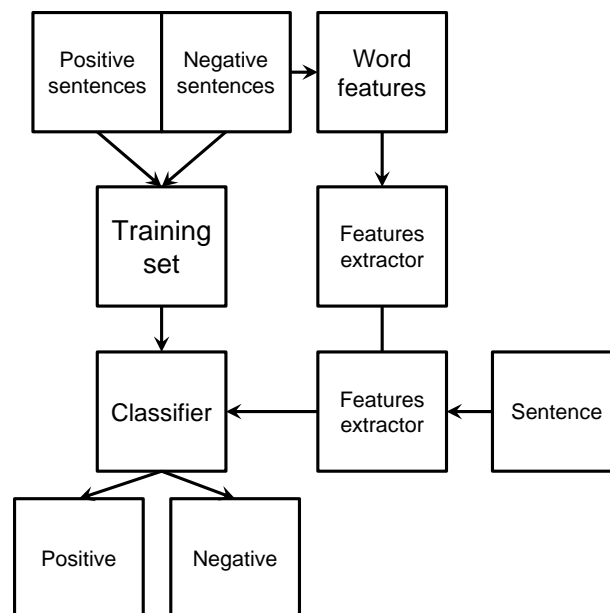 Positive
sentences
Negative
sentences
Word
features
Training
set
Features
extractor
Classifier
Features
extractor
Sentence
Positive
Negative